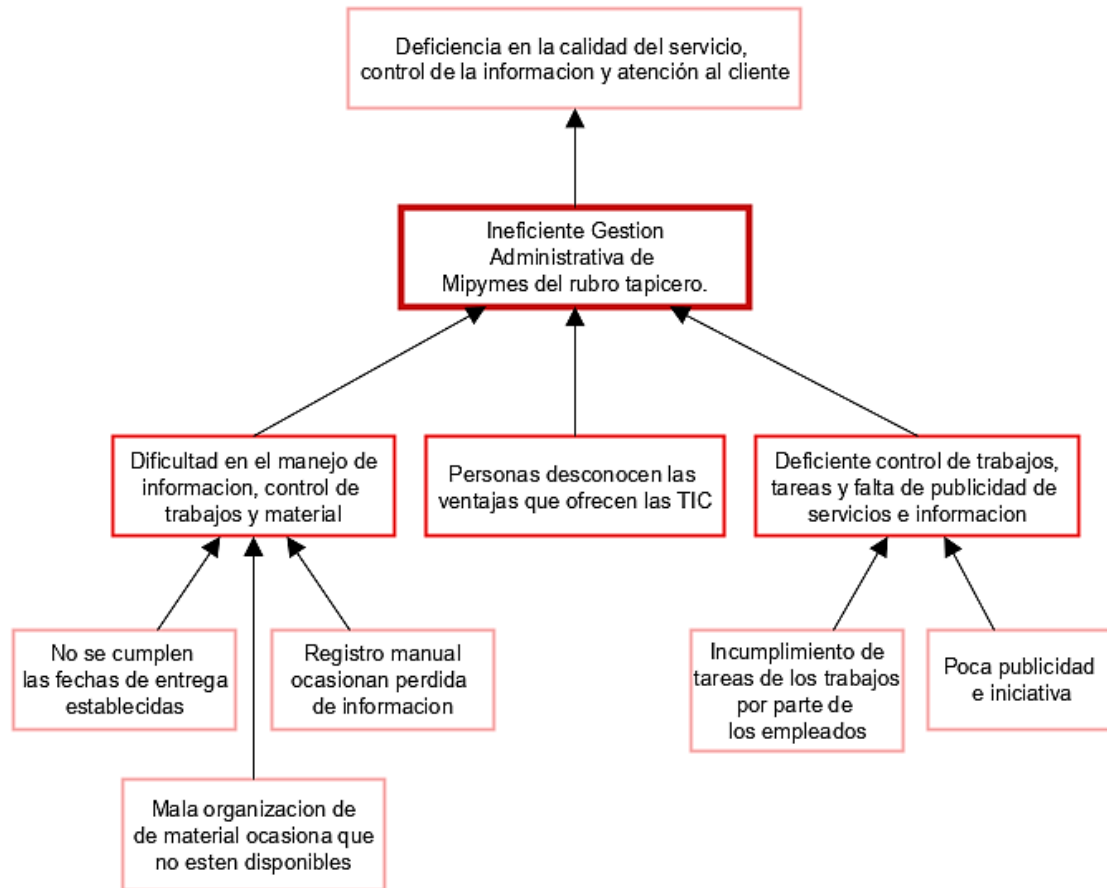 Deficiencia en la calidad del servicio,
control de la informacion y atención al cliente
Ineficiente Gestion
Administrativa de
Mipymes del rubro tapicero.
Dificultad en el manejo de
informacion, control de
trabajos y material
Personas desconocen las
ventajas que ofrecen las TIC
Deficiente control de trabajos,
tareas y falta de publicidad de
servicios e informacion
No se cumplen
las fechas de entrega
establecidas
Registro manual
ocasionan perdida
de informacion
Incumplimiento de
tareas de los trabajos
por parte de
los empleados
Poca publicidad
e iniciativa
Mala organizacion de
de material ocasiona que
no esten disponibles